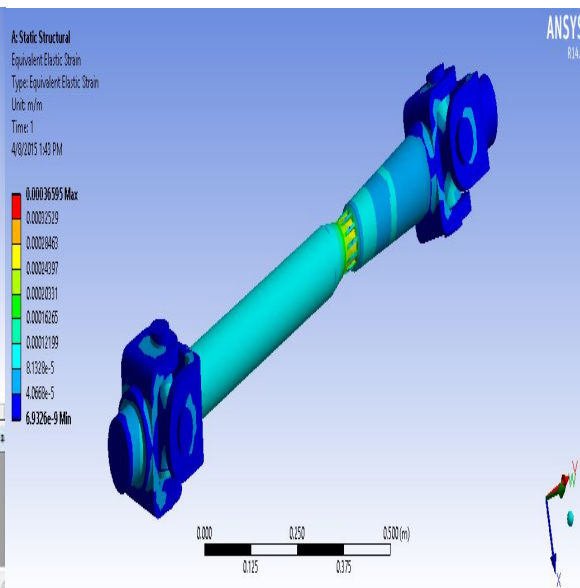 A: Static Structural
Equivalent Elastic Strain
Type: Equivalent Elastic Strain
Unit: m/m
Time: 1
4/8/2015 1:43 PM
0.00036595 Max
0.00032529
0.00028463
0.00024397
0.00020331
0.00016265
0.00012199
8.1328e-5
4.0668e-5
6.9326e-9 Min
ANSYS
R14.
0.000
0.250
0.500 (m)
0.125
0.375
Y
X